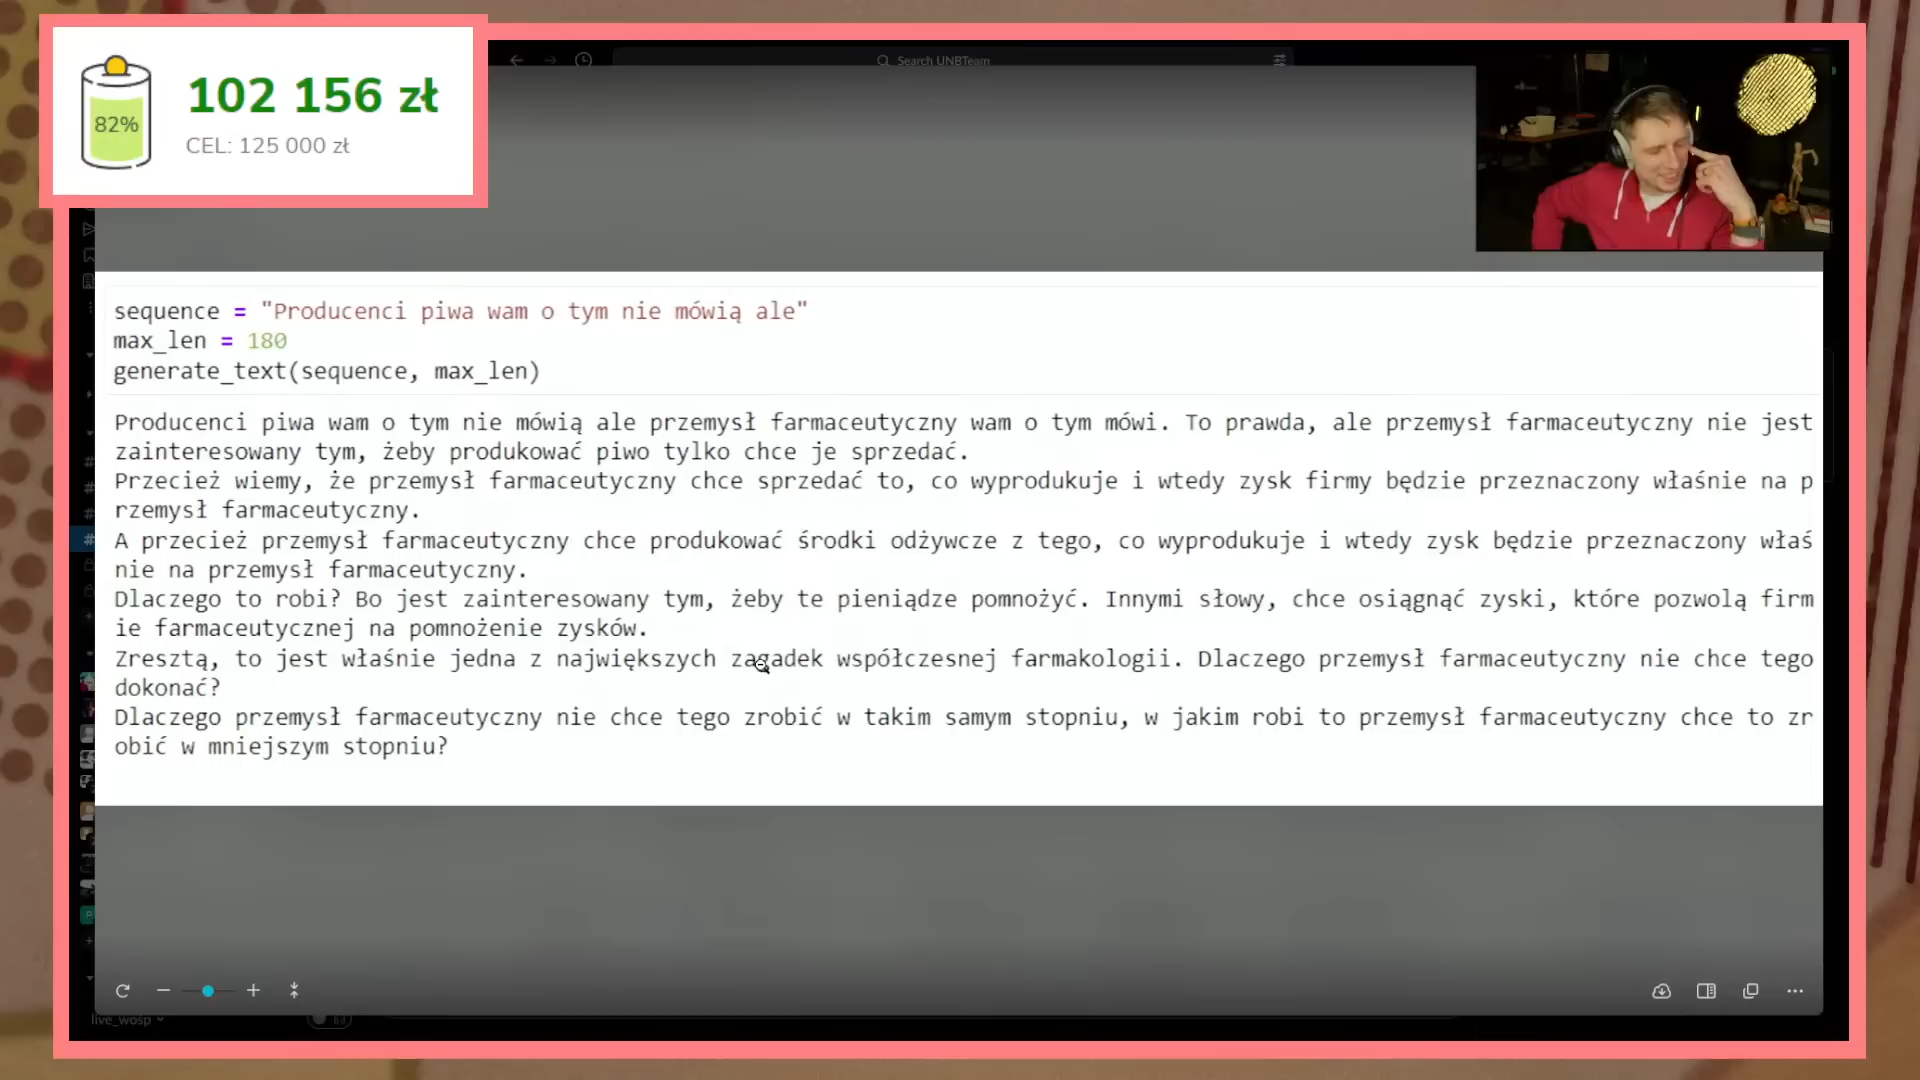 102 156 zł
82%
CEL: 125 000 zł
Search UNBTeam
sequence = "Producenci piwa wam o tym nie mówią ale"
max_len = 180
generate_text(sequence, max_len)
Producenci piwa wam o tym nie mówią ale przemysł farmaceutyczny wam o tym mówi. To prawda, ale przemysł farmaceutyczny nie jest
zainteresowany tym, żeby produkować piwo tylko chce je sprzedać.
Przecież wiemy, że przemysł farmaceutyczny chce sprzedać to, co wyprodukuje i wtedy zysk firmy będzie przeznaczony właśnie na p
rzemysł farmaceutyczny.
A przecież przemysł farmaceutyczny chce produkować środki odżywcze z tego, co wyprodukuje i wtedy zysk będzie przeznaczony właś
nie na przemysł farmaceutyczny.
Dlaczego to robi? Bo jest zainteresowany tym, żeby te pieniądze pomnożyć. Innymi słowy, chce osiągnąć zyski, które pozwolą firm
ie farmaceutycznej na pomnożenie zysków.
Zresztą, to jest właśnie jedna z największych zagadek współczesnej farmakologii. Dlaczego przemysł farmaceutyczny nie chce tego
dokonać?
Dlaczego przemysł farmaceutyczny nie chce tego zrobić w takim samym stopniu, w jakim robi to przemysł farmaceutyczny chce to zr
obić w mniejszym stopniu?
live_wośp